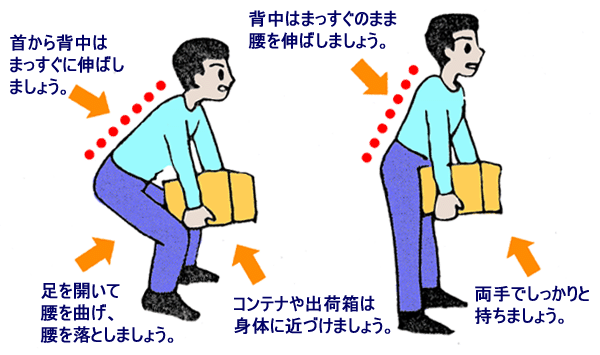 首から背中は
まっすぐに伸ばし
ましょう。
背中はまっすぐのまま
腰を伸ばしましょう。
足を開いて
腰を曲げ、
腰を落としましょう。
コンテナや出荷箱は
身体に近づけましょう。
両手でしっかりと
持ちましょう。